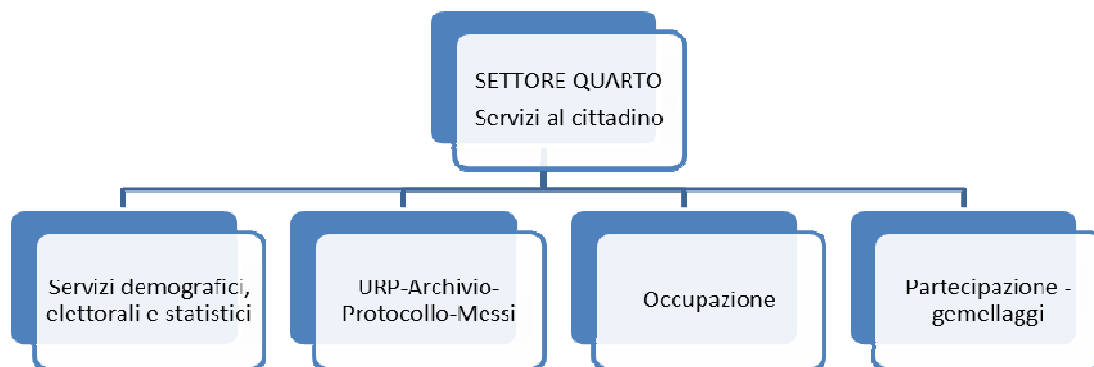 SETTORE QUARTO
Servizi al cittadino
Servizi demografici,
elettorali e statistici
URP-Archivio-
Protocollo-Messi
Occupazione
Partecipazione -
gemellaggi